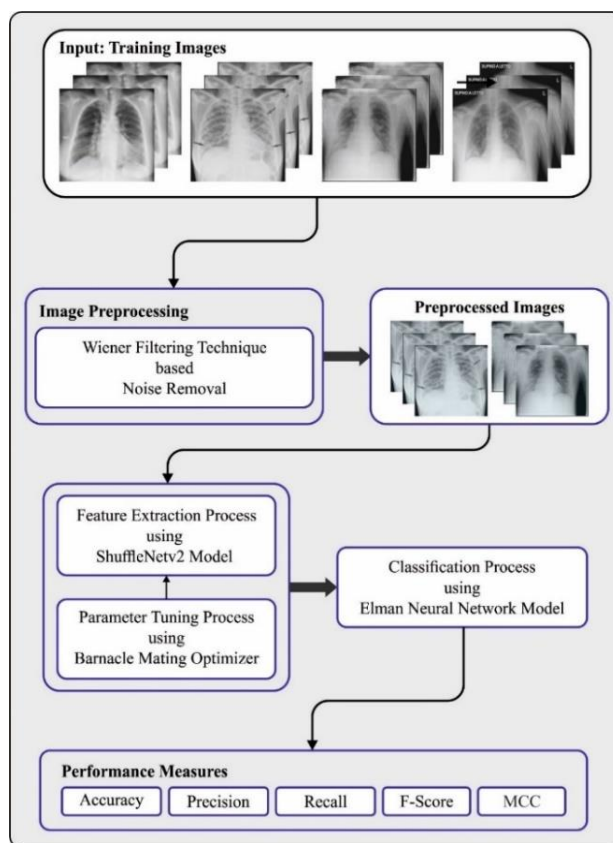 Input: Training Images
Image Preprocessing
Wiener Filtering Technique
based
Noise Removal
Preprocessed Images
Feature Extraction Process
using
ShuffleNetv2 Model
Parameter Tuning Process
using
Barnacle Mating Optimizer
Classification Process
using
Elman Neural Network Model
Performance Measures
Accuracy
Precision
Recall
F-Score
MCC